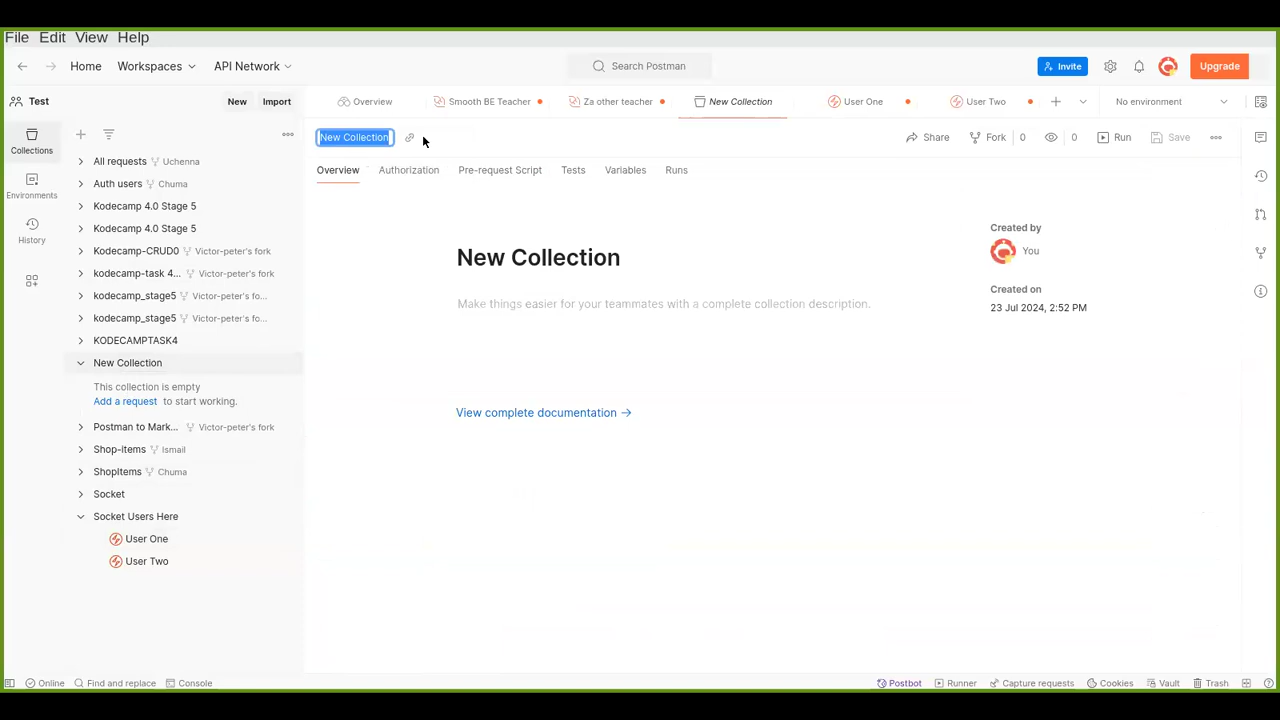 File Edit View Help
Home Workspaces API Network Search Postman Invite Upgrade
Test New Import Overview Smooth BE Teacher Za other teacher New Collection User One User Two No environment
New Collection Share Fork 0 0 Run Save
Collections
Environments
History
All requests Uchenna
Auth users Chuma
Kodecamp 4.0 Stage 5
Kodecamp 4.0 Stage 5
Kodecamp-CRUD0 Victor-peter's fork
kodecamp-task 4... Victor-peter's fork
kodecamp_stage5 Victor-peter's fo...
kodecamp_stage5 Victor-peter's fo...
KODECAMPTASK4
New Collection
This collection is empty
Add a request to start working.
Postman to Mark... Victor-peter's fork
Shop-items Ismail
ShopItems Chuma
Socket
Socket Users Here
User One
User Two
Overview Authorization Pre-request Script Tests Variables Runs
New Collection
Make things easier for your teammates with a complete collection description.
View complete documentation →
Created by
You
Created on
23 Jul 2024, 2:52 PM
Online Find and replace Console Postbot Runner Capture requests Cookies Vault Trash